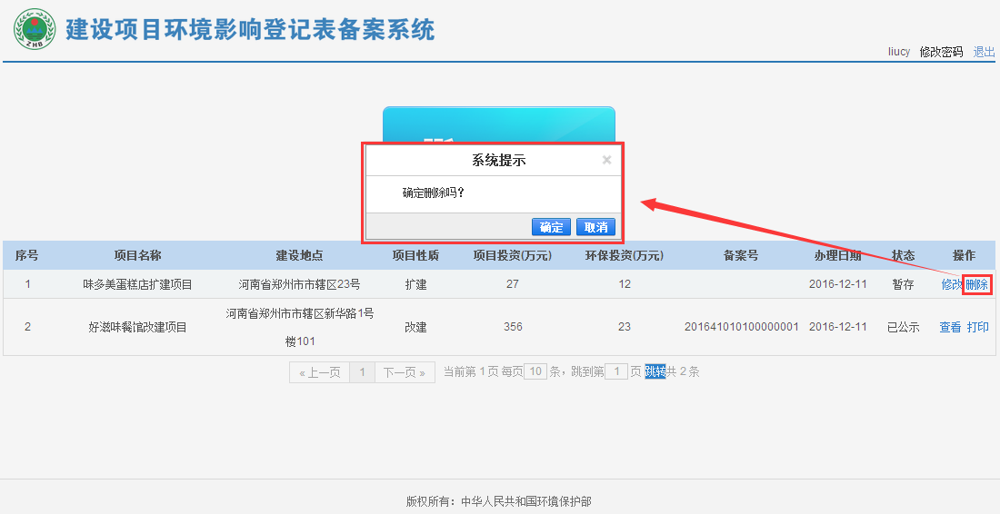 ZHB
建设项目环境影响登记表备案系统
liucy 修改密码 退出
系统提示 ×
确定删除吗?
确定 取消
序号 项目名称 建设地点 项目性质 项目投资(万元) 环保投资(万元) 备案号 办理日期 状态 操作
1 味多美蛋糕店扩建项目 河南省郑州市市辖区23号 扩建 27 12 2016-12-11 暂存 修改 删除
2 好滋味餐馆改建项目 河南省郑州市市辖区新华路1号
楼101 改建 356 23 201641010100000001 2016-12-11 已公示 查看 打印
« 上一页 1 下一页 » 当前第 1 页 每页 10 条，跳到第 1 页 跳转共 2 条
版权所有：中华人民共和国环境保护部